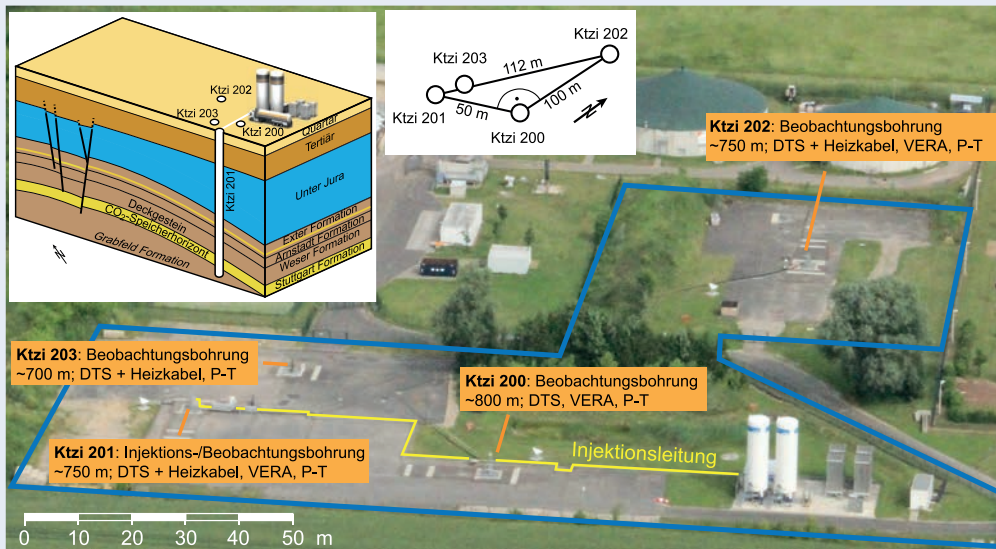 Ktzi 202
Ktzi 203
Ktzi 200
Quartär
Tertiär
Ktzi 201
Unter Jura
Deckgestein
CO₂-Speicherhorizont
Grabfeld Formation
Exter Formation
Arnstadt Formation
Weser Formation
Stuttgart Formation
N
Ktzi 202
Ktzi 203
112 m
Ktzi 201
50 m
100 m
Ktzi 200
N
Ktzi 202: Beobachtungsbohrung
~750 m; DTS + Heizkabel, VERA, P-T
Ktzi 203: Beobachtungsbohrung
~700 m; DTS + Heizkabel, P-T
Ktzi 200: Beobachtungsbohrung
~800 m; DTS, VERA, P-T
Ktzi 201: Injektions-/Beobachtungsbohrung
~750 m; DTS + Heizkabel, VERA, P-T
Injektionsleitung
0 10 20 30 40 50 m